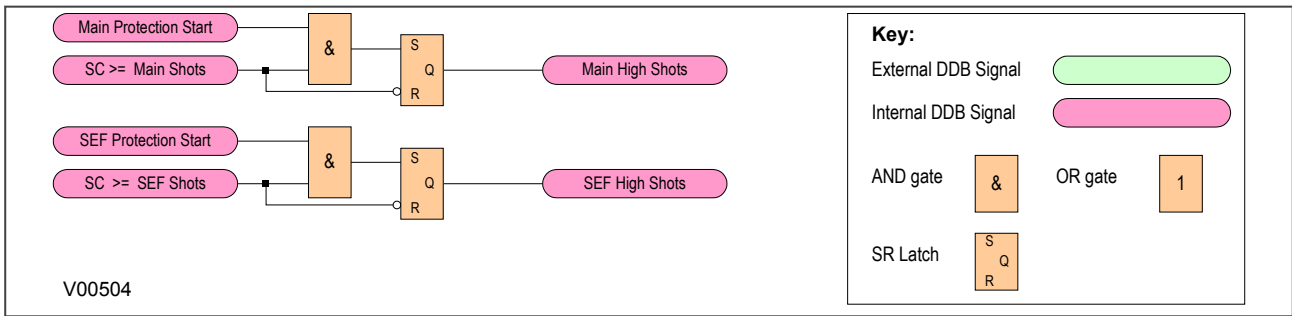 Main Protection Start
SC >= Main Shots
&
S
Q
R
Main High Shots
SEF Protection Start
SC >= SEF Shots
&
S
Q
R
SEF High Shots
V00504
Key:
External DDB Signal
Internal DDB Signal
AND gate
&
OR gate
1
SR Latch
S
Q
R